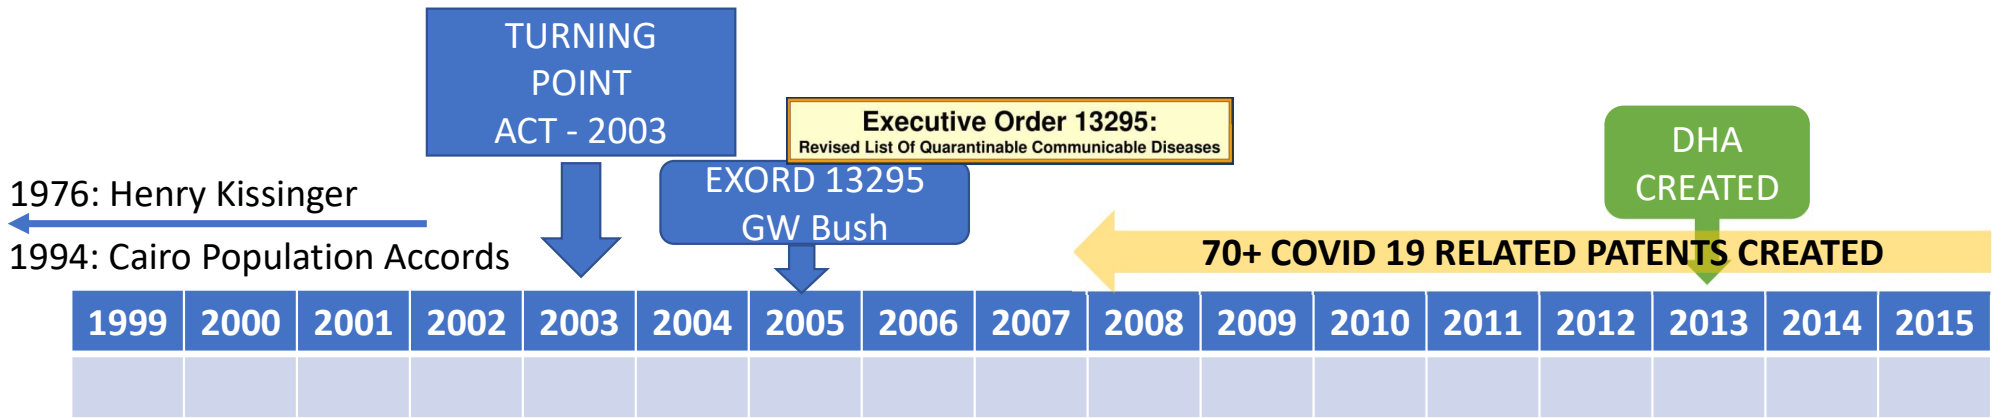 TURNING
POINT
ACT - 2003
Executive Order 13295:
Revised List Of Quarantinable Communicable Diseases
EXORD 13295
GW Bush
DHA
CREATED
1976: Henry Kissinger
1994: Cairo Population Accords
70+ COVID 19 RELATED PATENTS CREATED
1999 2000 2001 2002 2003 2004 2005 2006 2007 2008 2009 2010 2011 2012 2013 2014 2015